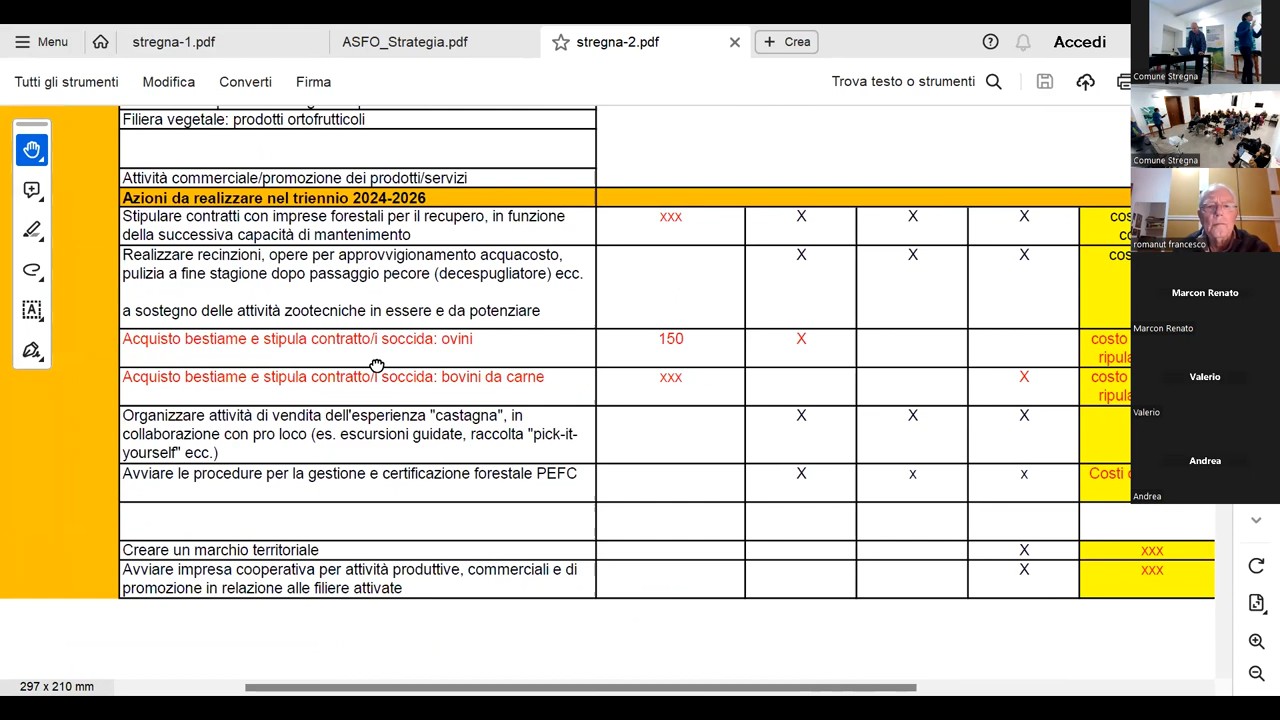 Menu
stregna-1.pdf
ASFO_Strategia.pdf
stregna-2.pdf
Crea
Accedi
Tutti gli strumenti
Modifica
Converti
Firma
Trova testo o strumenti
Comune Stregna
Comune Stregna
romanut francesco
Marcon Renato
Marcon Renato
Valerio
Valerio
Andrea
Andrea
Filiera vegetale: prodotti ortofrutticoli
Attività commerciale/promozione dei prodotti/servizi
Azioni da realizzare nel triennio 2024-2026
Stipulare contratti con imprese forestali per il recupero, in funzione xxx X X X
della successiva capacità di mantenimento
Realizzare recinzioni, opere per approvvigionamento acquacosto, X X X
pulizia a fine stagione dopo passaggio pecore (decespugliatore) ecc.
a sostegno delle attività zootecniche in essere e da potenziare
Acquisto bestiame e stipula contratto/i soccida: ovini 150 X costo
ripula
Acquisto bestiame e stipula contratto/i soccida: bovini da carne xxx X costo
ripula
Organizzare attività di vendita dell'esperienza "castagna", in X X X
collaborazione con pro loco (es. escursioni guidate, raccolta "pick-it-
yourself" ecc.)
Avviare le procedure per la gestione e certificazione forestale PEFC X x x Costi
Creare un marchio territoriale X xxx
Avviare impresa cooperativa per attività produttive, commerciali e di X xxx
promozione in relazione alle filiere attivate
297 x 210 mm